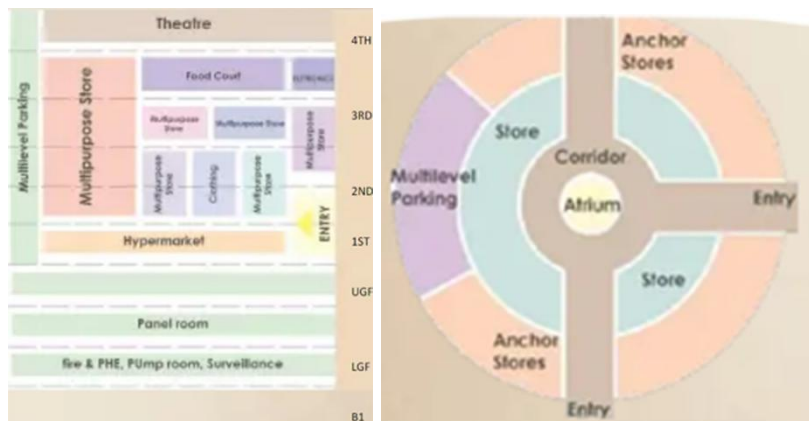 Theatre
4TH
Multilevel Parking
Multipurpose Store
Food Court
3RD
Multipurpose
Store
Multipurpose Store
Multipurpose
Store
2ND
Multipurpose
Store
Clothing
Multipurpose
Store
ENTRY
1ST
Hypermarket
UGF
Panel room
fire & PHE, PUmp room, Surveillance
LGF
B1
Anchor
Stores
Store
Corridor
Multilevel
Parking
Atrium
Entry
Store
Anchor
Stores
Entry